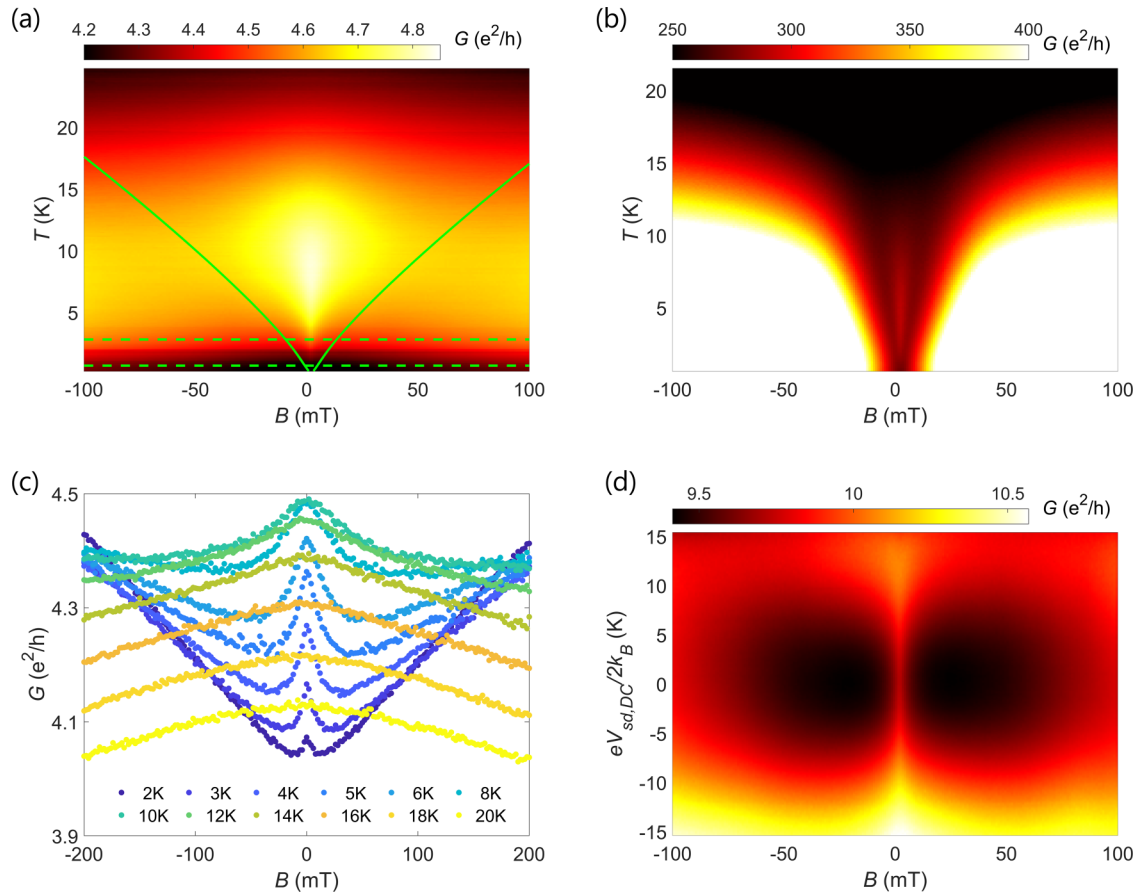 (a)
4.2 4.3 4.5 4.6 4.7 4.8 G (e²/h)
20
15
10
5
T (K)
-100 -50 0 50 100
B (mT)
(b)
250 300 350 400 G (e²/h)
20
15
10
5
T (K)
-100 -50 0 50 100
B (mT)
(c)
4.5
4.3
4.1
3.9
G (e²/h)
2K 3K 4K 5K 6K 8K
10K 12K 14K 16K 18K 20K
-200 -100 0 100 200
B (mT)
(d)
9.5 10 10.5 G (e²/h)
15
10
5
0
-5
-10
-15
eV_sd,DC/2k_B (K)
-100 -50 0 50 100
B (mT)